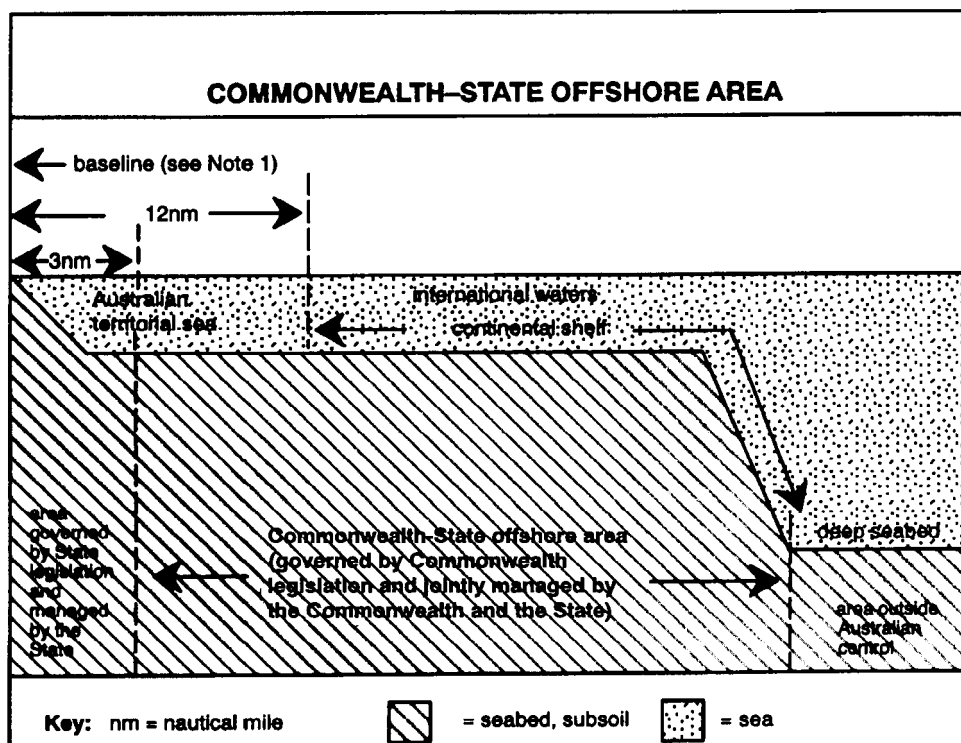 COMMONWEALTH–STATE OFFSHORE AREA
baseline (see Note 1)
12nm
3nm
Australian
territorial sea
international waters
continental shelf
area
governed
by State
legislation
and
managed
by the
State
Commonwealth-State offshore area
(governed by Commonwealth
legislation and jointly managed by
the Commonwealth and the State)
deep seabed
area outside
Australian
control
Key: nm = nautical mile
= seabed, subsoil
= sea